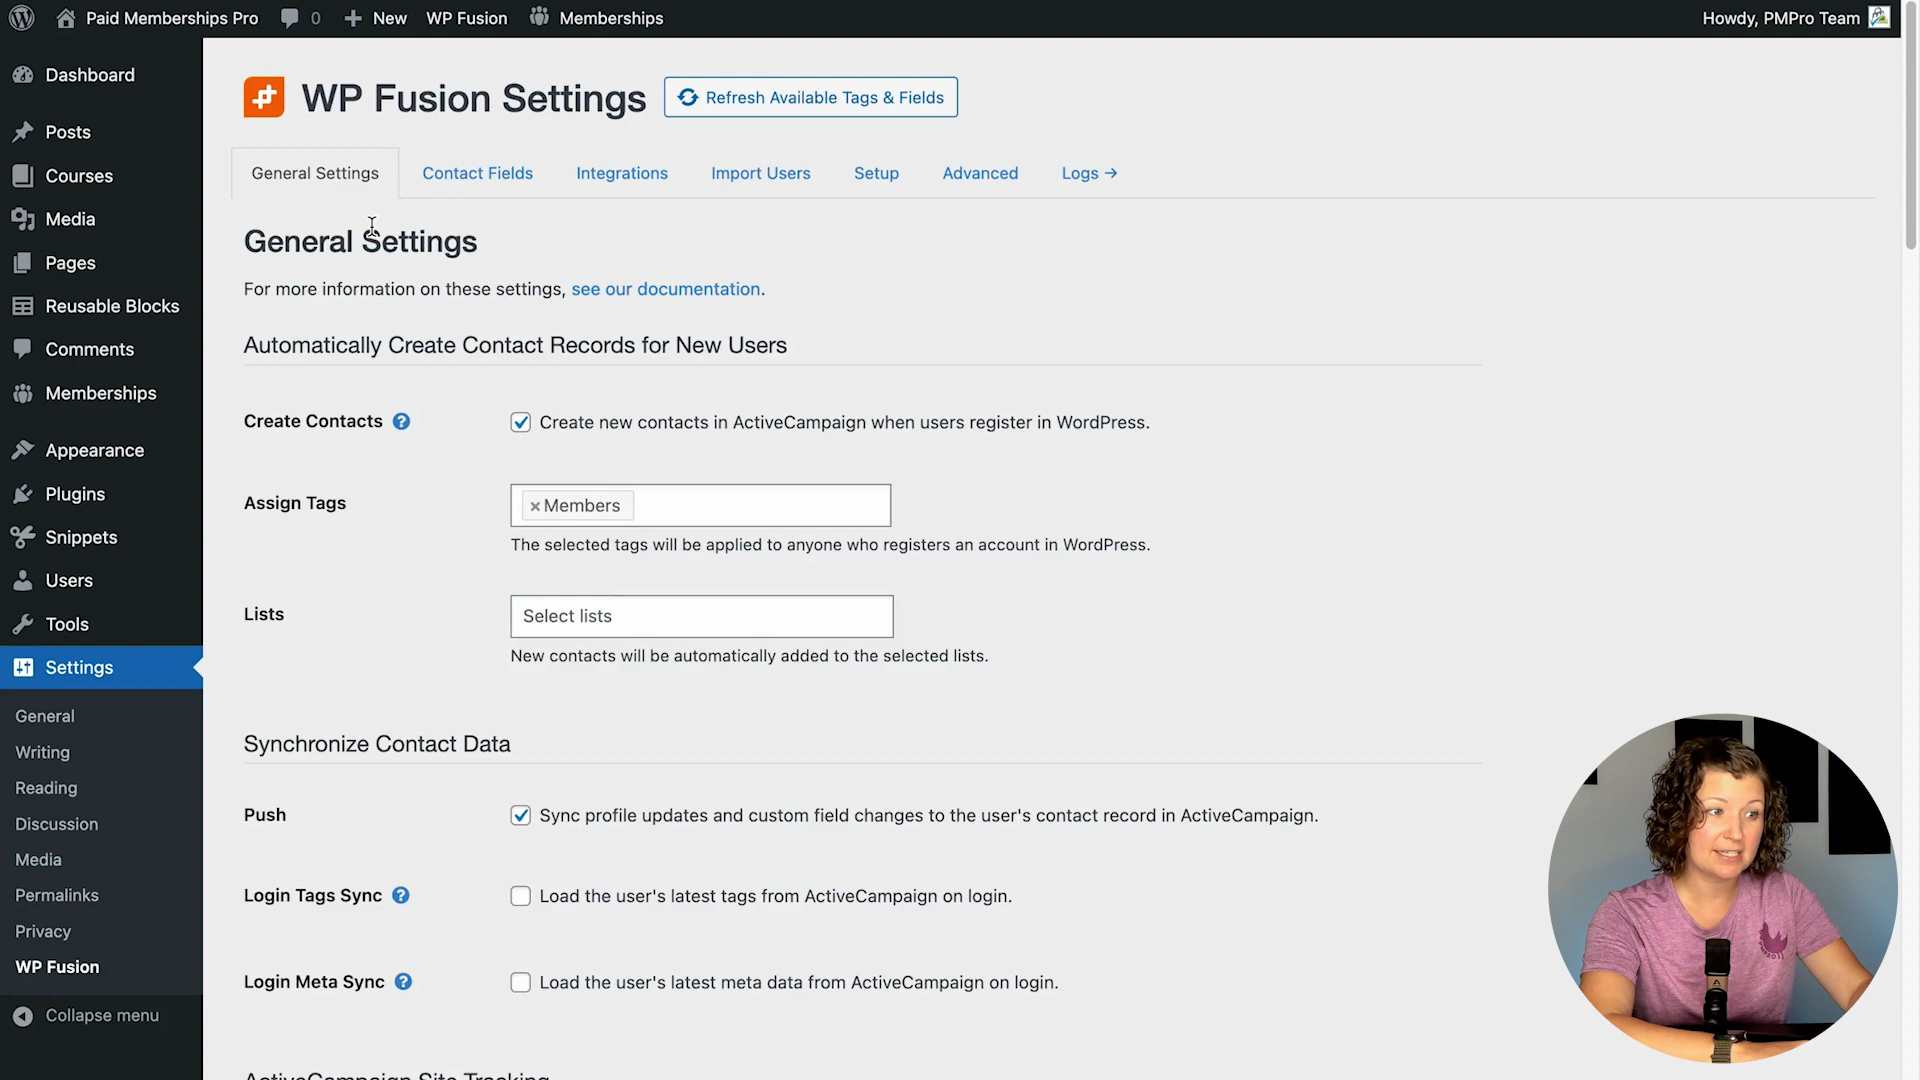 Paid Memberships Pro
0
New
WP Fusion
Memberships
Howdy, PMPro Team
Dashboard
Posts
Courses
Media
Pages
Reusable Blocks
Comments
Memberships
Appearance
Plugins
Snippets
Users
Tools
Settings
General
Writing
Reading
Discussion
Media
Permalinks
Privacy
WP Fusion
Collapse menu
WP Fusion Settings
Refresh Available Tags & Fields
General Settings
Contact Fields
Integrations
Import Users
Setup
Advanced
Logs →
General Settings
For more information on these settings, see our documentation.
Automatically Create Contact Records for New Users
Create Contacts ?
Create new contacts in ActiveCampaign when users register in WordPress.
Assign Tags
×Members
The selected tags will be applied to anyone who registers an account in WordPress.
Lists
Select lists
New contacts will be automatically added to the selected lists.
Synchronize Contact Data
Push
Sync profile updates and custom field changes to the user's contact record in ActiveCampaign.
Login Tags Sync ?
Load the user's latest tags from ActiveCampaign on login.
Login Meta Sync ?
Load the user's latest meta data from ActiveCampaign on login.
ActiveCampaign Site Tracking